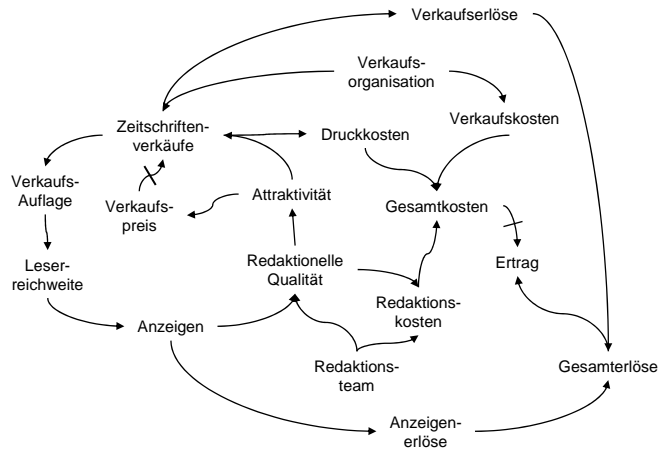 Verkaufserlöse
Verkaufs-
organisation
Verkaufskosten
Zeitschriften-
verkäufe
Druckkosten
Verkaufs-
Auflage
Verkaufs-
preis
Attraktivität
Gesamtkosten
Leser-
reichweite
Redaktionelle
Qualität
Ertrag
Redaktions-
kosten
Anzeigen
Redaktions-
team
Gesamterlöse
Anzeigen-
erlöse